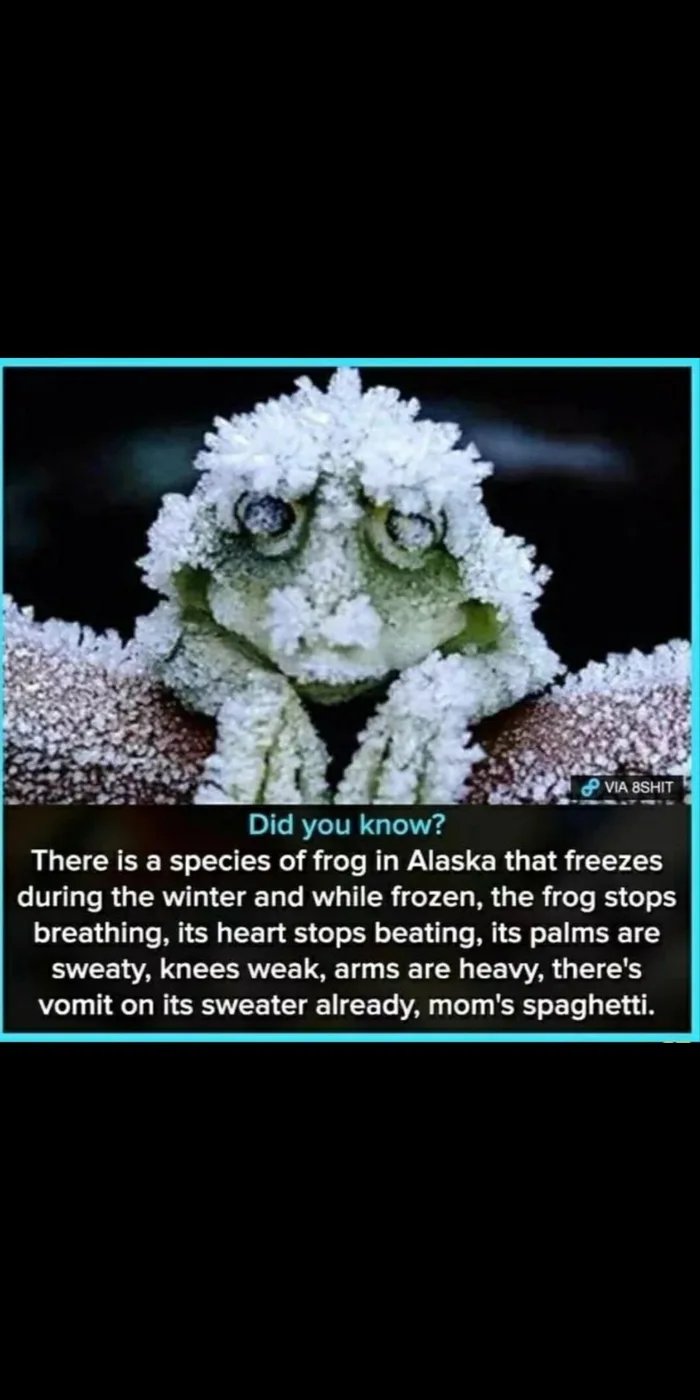 VIA 8SHIT
Did you know?
There is a species of frog in Alaska that freezes
during the winter and while frozen, the frog stops
breathing, its heart stops beating, its palms are
sweaty, knees weak, arms are heavy, there's
vomit on its sweater already, mom's spaghetti.